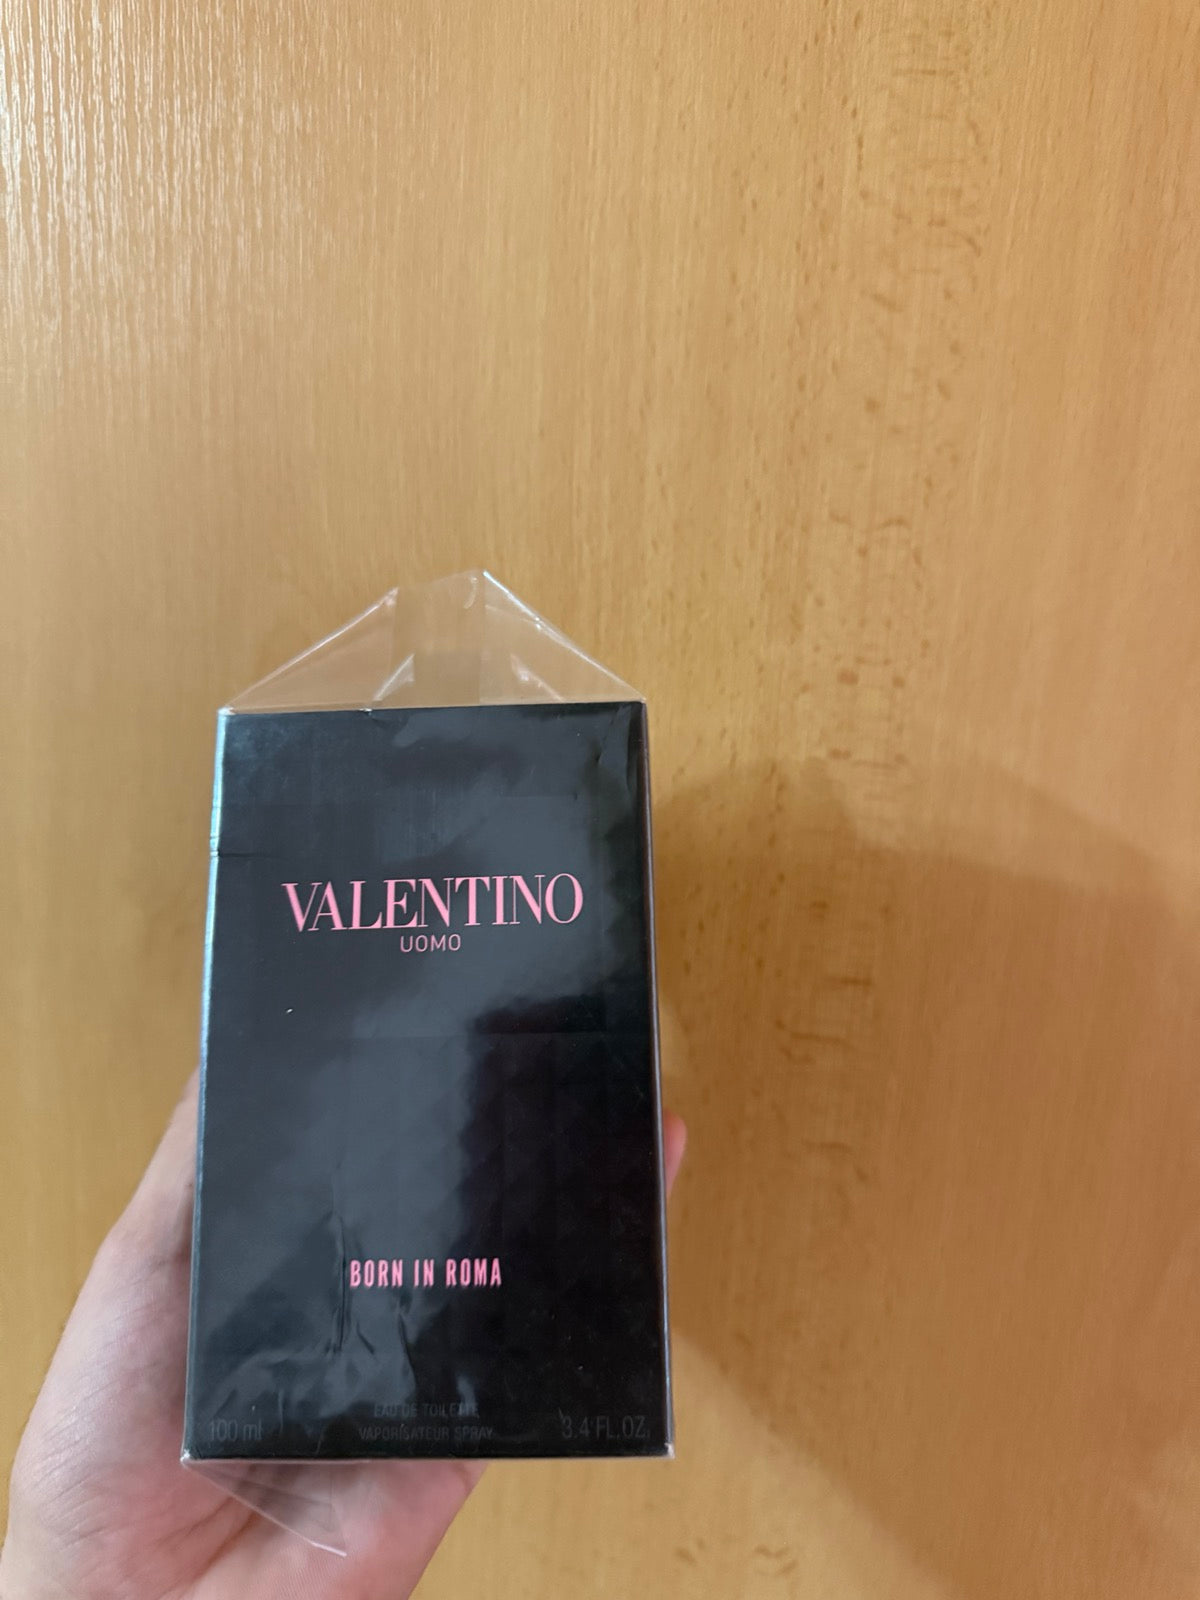 VALENTINO
UOMO
BORN IN ROMA
EAU DE TOILETTE
100 ml VAPORISATEUR SPRAY 3.4 FL.OZ.